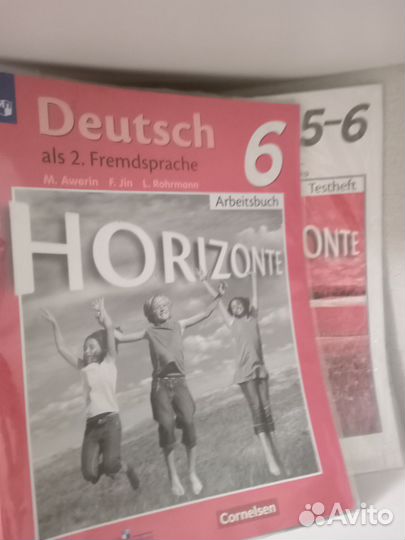 Deutsch
als 2. Fremdsprache
6
M. Awerin F. Jin L. Rohrmann
Arbeitsbuch
HORIZONTE
Cornelsen
5-6
Testheft
ONTE
Avito